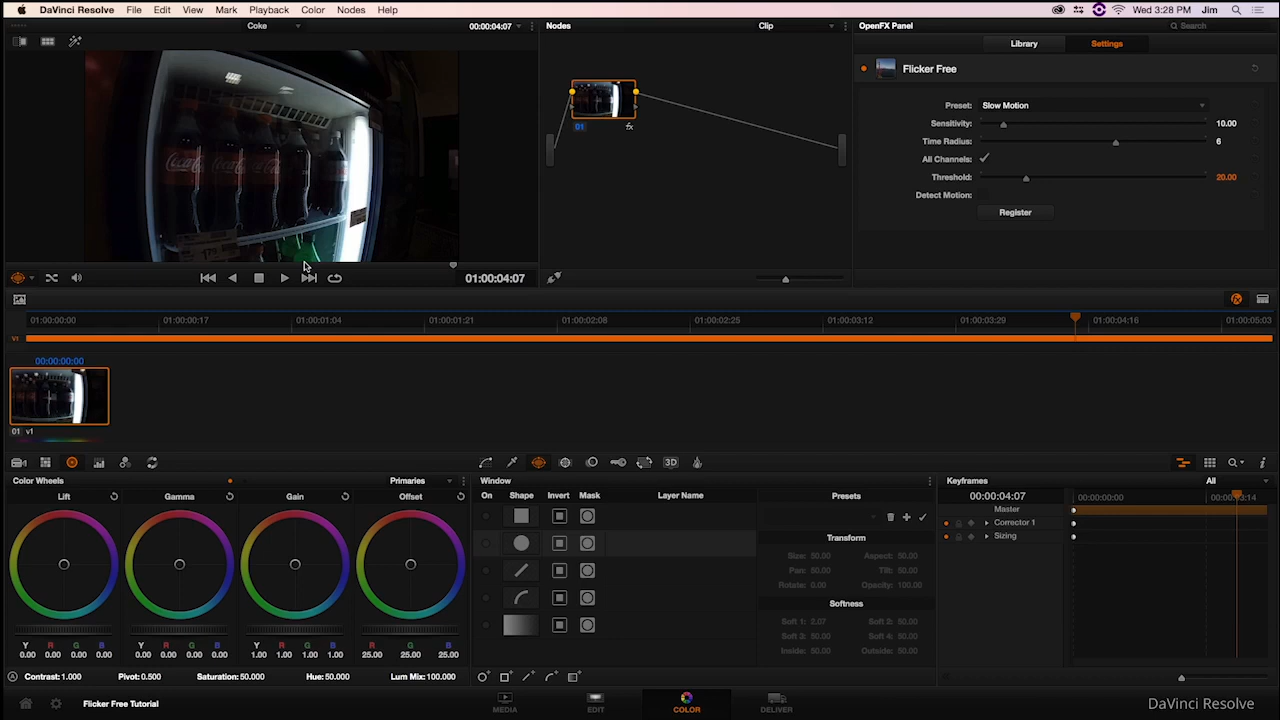 DaVinci Resolve File Edit View Mark Playback Color Nodes Help Wed 3:28 PM Jim
Coke 00:00:04:07 Nodes Clip OpenFX Panel Search
Library Settings
Flicker Free
Preset: Slow Motion
Sensitivity: 10.00
Time Radius: 6
All Channels:
Threshold: 20.00
Detect Motion:
Register
Coca-Cola
1.79
01 fx
01:00:04:07
01:00:00:00 01:00:00:17 01:00:01:04 01:00:01:21 01:00:02:08 01:00:02:25 01:00:03:12 01:00:03:29 01:00:04:16 01:00:05:03
V1
00:00:00:00
01 v1
3D
Color Wheels Primaries Window Keyframes All
Lift Gamma Gain Offset
On Shape Invert Mask Layer Name Presets
00:00:04:07 00:00:00:00
Master
Corrector 1
Sizing
Transform
Size: 50.00 Aspect: 50.00
Pan: 50.00 Tilt: 50.00
Rotate: 0.00 Opacity: 100.00
Softness
Soft 1: 2.07 Soft 2: 50.00
Soft 3: 50.00 Soft 4: 50.00
Inside: 50.00 Outside: 50.00
Y R G B Y R G B Y R G B R G B
0.00 0.00 0.00 0.00 0.00 0.00 0.00 0.00 1.00 1.00 1.00 1.00 25.00 25.00 25.00
A Contrast: 1.000 Pivot: 0.500 Saturation: 50.000 Hue: 50.000 Lum Mix: 100.000
Flicker Free Tutorial MEDIA EDIT COLOR DELIVER DaVinci Resolve